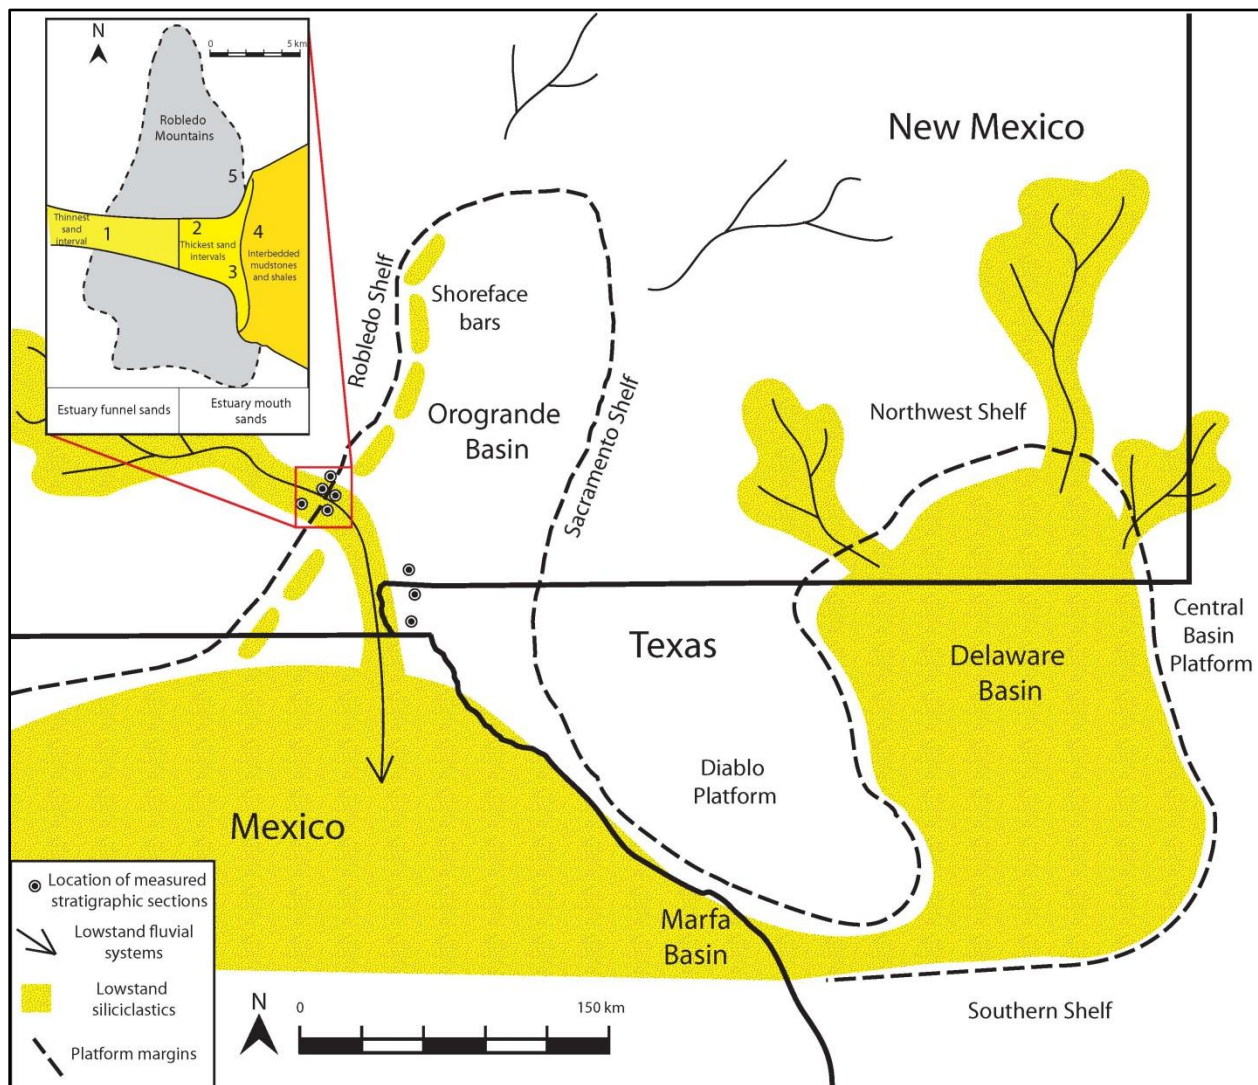 N
0
5 km
Robledo
Mountains
5
Thinnest
sand
interval
1
2
Thickest sand
intervals
3
4
Interbedded
mudstones
and shales
Estuary funnel sands
Estuary mouth
sands
New Mexico
Robledo Shelf
Shoreface
bars
Orogrande
Basin
Sacramento Shelf
Northwest Shelf
Texas
Delaware
Basin
Central
Basin
Platform
Diablo
Platform
Mexico
Marfa
Basin
Southern Shelf
Location of measured
stratigraphic sections
Lowstand fluvial
systems
Lowstand
siliciclastics
Platform margins
N
0
150 km